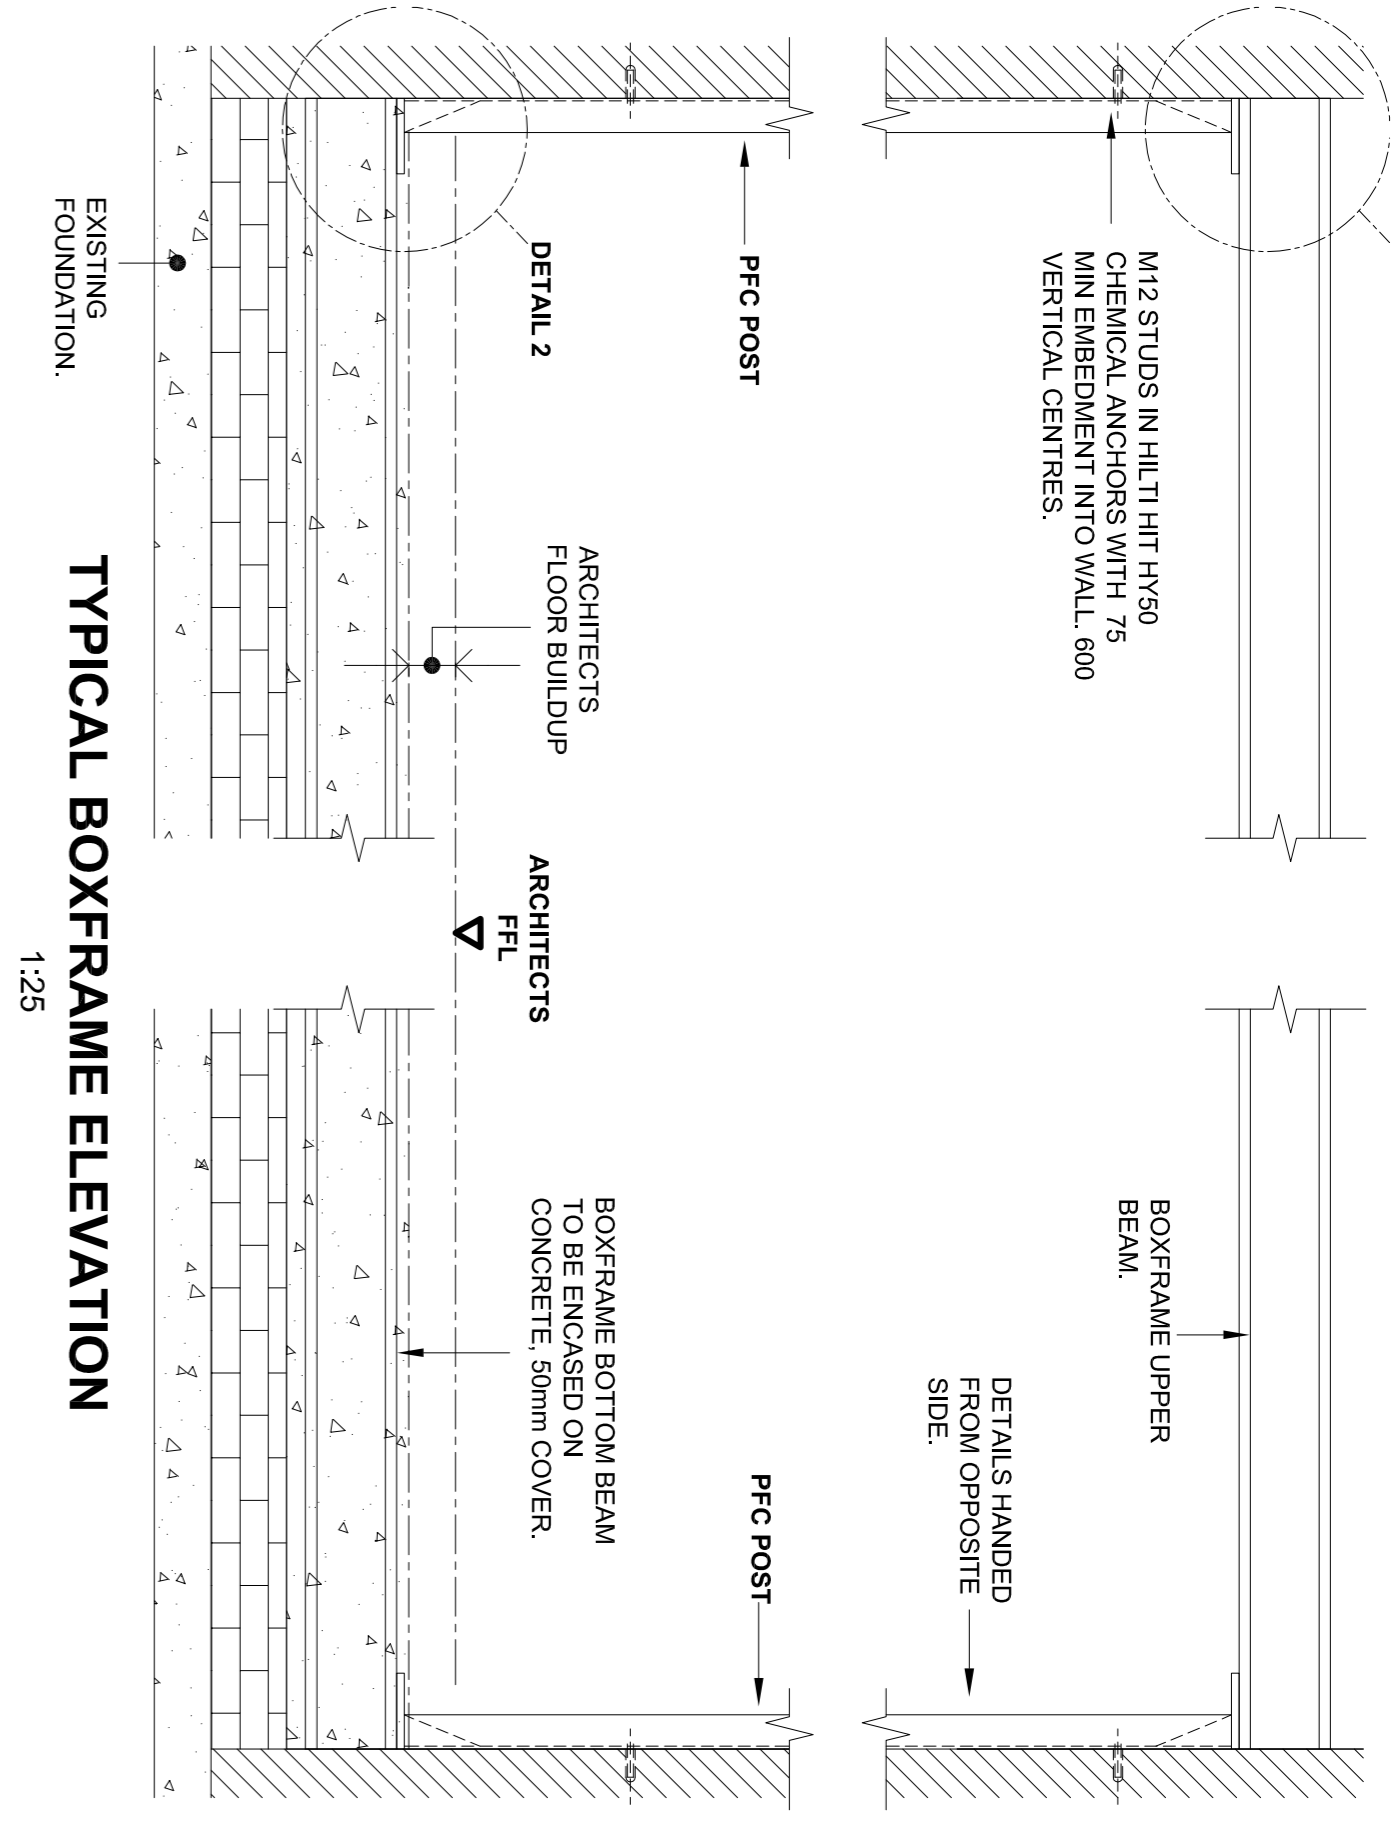 M12 STUDS IN HILTI HIT HY50
CHEMICAL ANCHORS WITH 75
MIN EMBEDMENT INTO WALL. 600
VERTICAL CENTRES.
BOXFRAME UPPER
BEAM.
DETAILS HANDED
FROM OPPOSITE
SIDE.
PFC POST
PFC POST
DETAIL 2
ARCHITECTS
FLOOR BUILDUP
ARCHITECTS
FFL
BOXFRAME BOTTOM BEAM
TO BE ENCASED ON
CONCRETE, 50mm COVER.
EXISTING
FOUNDATION.
TYPICAL BOXFRAME ELEVATION
1:25